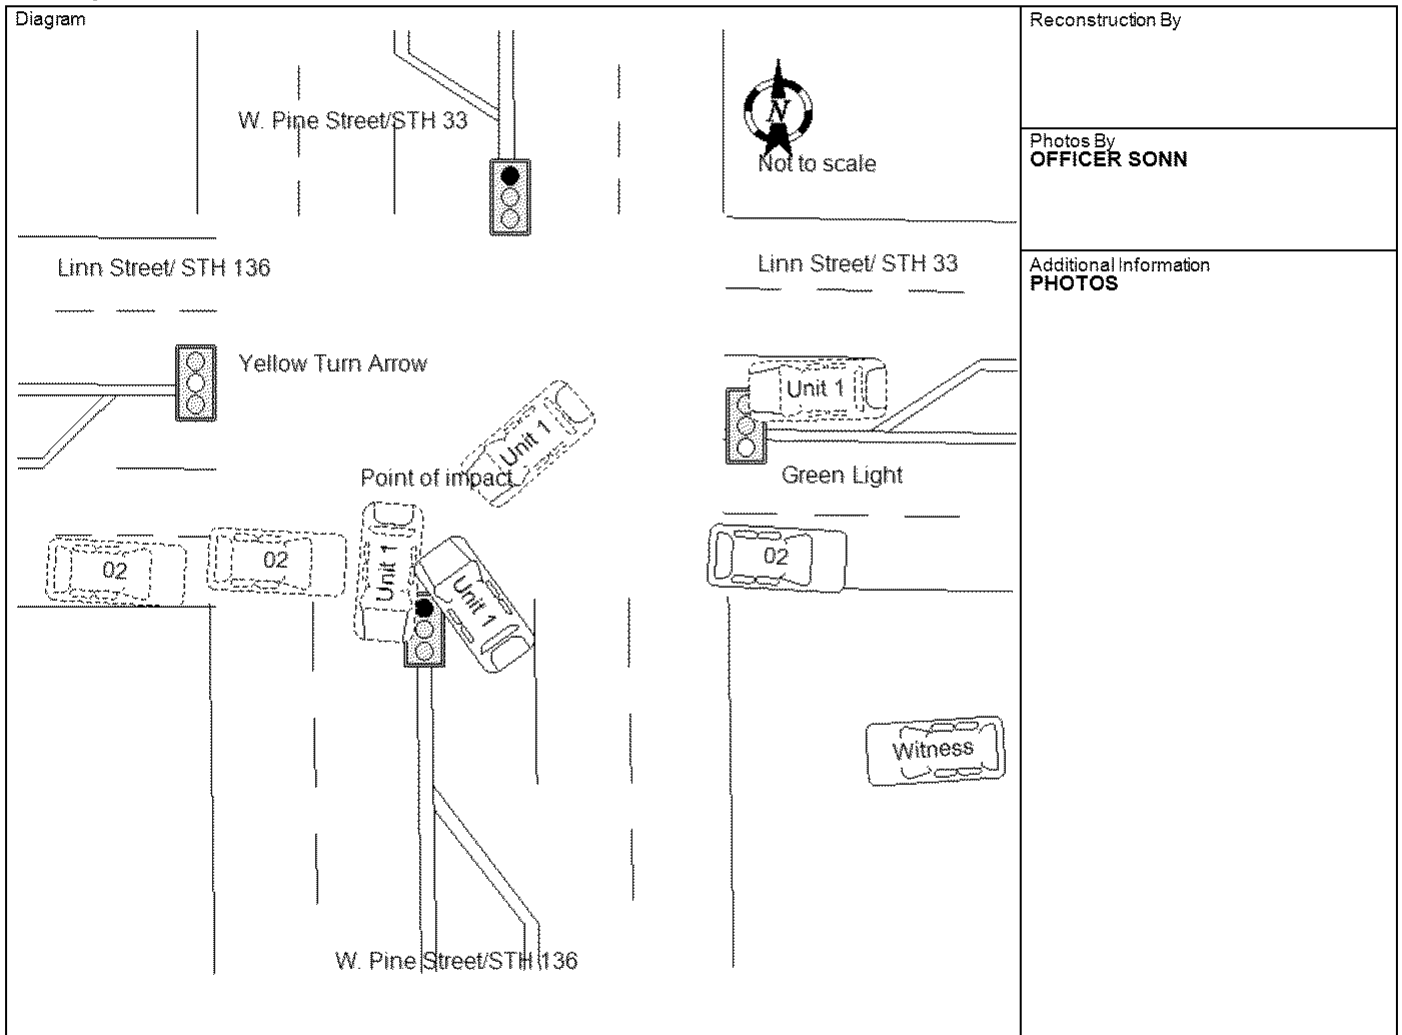 Diagram
W. Pine Street/STH 33
N
Not to scale
Linn Street/ STH 136
Linn Street/ STH 33
Yellow Turn Arrow
Unit 1
Unit 1
Point of impact
Green Light
02
02
Unit 1
Unit 1
02
Witness
W. Pine Street/STH 136
Reconstruction By
Photos By
OFFICER SONN
Additional Information
PHOTOS